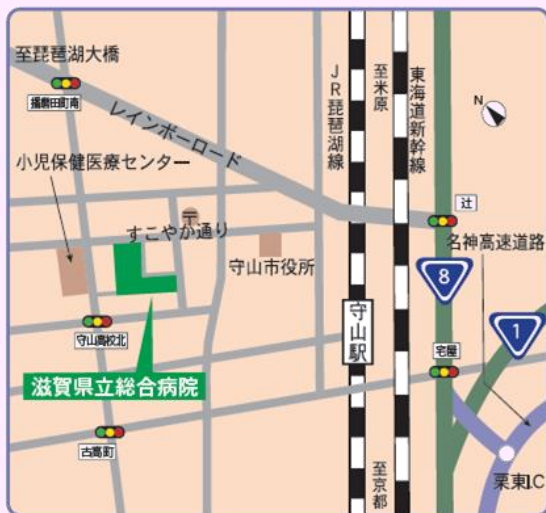 至琵琶湖大橋
播磨田町南
レインボーロード
小児保健医療センター
〒
すこやか通り
守山市役所
JR琵琶湖線
至米原
東海道新幹線
N
辻
名神高速道路
8
1
守山駅
宅屋
守山高校北
滋賀県立総合病院
古高町
至京都
栗東IC